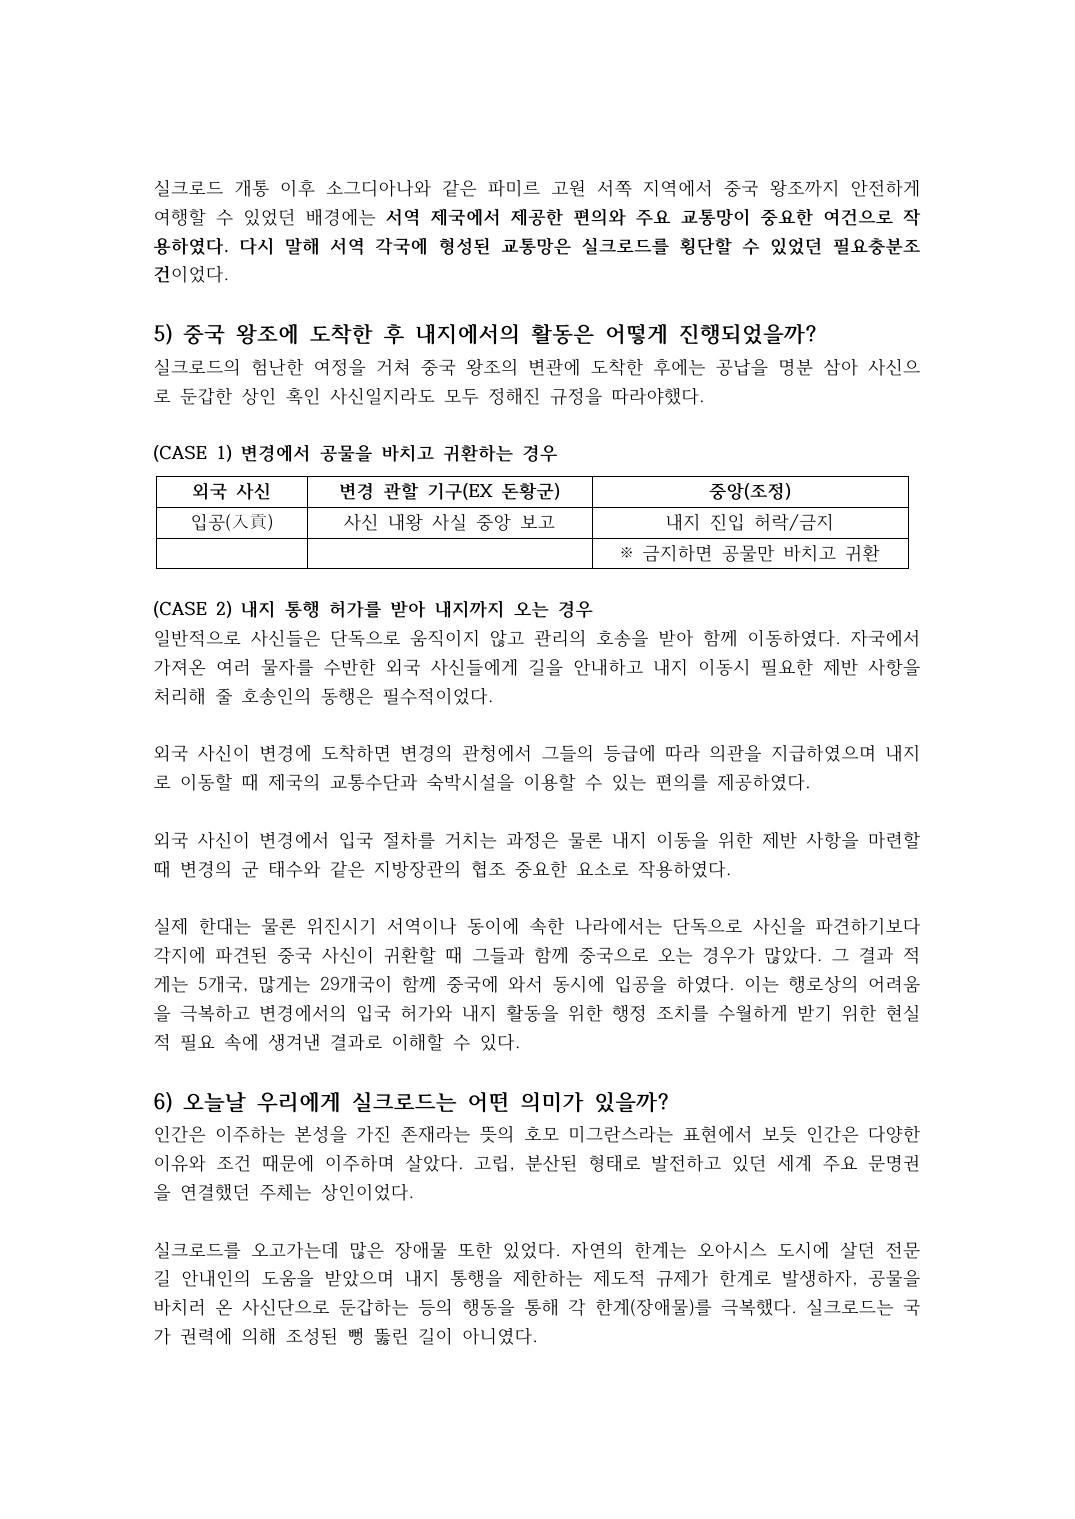 실크로드 개통 이후 소그디아나와 같은 파미르 고원 서쪽 지역에서 중국 왕조까지 안전하게
여행할 수 있었던 배경에는 서역 제국에서 제공한 편의와 주요 교통망이 중요한 여건으로 작
용하였다. 다시 말해 서역 각국에 형성된 교통망은 실크로드를 횡단할 수 있었던 필요충분조
건이었다.
5) 중국 왕조에 도착한 후 내지에서의 활동은 어떻게 진행되었을까?
실크로드의 험난한 여정을 거쳐 중국 왕조의 변관에 도착한 후에는 공납을 명분 삼아 사신으
로 둔갑한 상인 혹인 사신일지라도 모두 정해진 규정을 따라야했다.
(CASE 1) 변경에서 공물을 바치고 귀환하는 경우
외국 사신 변경 관할 기구(EX 돈황군) 중앙(조정)
입공(入貢) 사신 내왕 사실 중앙 보고 내지 진입 허락/금지
※ 금지하면 공물만 바치고 귀환
(CASE 2) 내지 통행 허가를 받아 내지까지 오는 경우
일반적으로 사신들은 단독으로 움직이지 않고 관리의 호송을 받아 함께 이동하였다. 자국에서
가져온 여러 물자를 수반한 외국 사신들에게 길을 안내하고 내지 이동시 필요한 제반 사항을
처리해 줄 호송인의 동행은 필수적이었다.
외국 사신이 변경에 도착하면 변경의 관청에서 그들의 등급에 따라 의관을 지급하였으며 내지
로 이동할 때 제국의 교통수단과 숙박시설을 이용할 수 있는 편의를 제공하였다.
외국 사신이 변경에서 입국 절차를 거치는 과정은 물론 내지 이동을 위한 제반 사항을 마련할
때 변경의 군 태수와 같은 지방장관의 협조 중요한 요소로 작용하였다.
실제 한대는 물론 위진시기 서역이나 동이에 속한 나라에서는 단독으로 사신을 파견하기보다
각지에 파견된 중국 사신이 귀환할 때 그들과 함께 중국으로 오는 경우가 많았다. 그 결과 적
게는 5개국, 많게는 29개국이 함께 중국에 와서 동시에 입공을 하였다. 이는 행로상의 어려움
을 극복하고 변경에서의 입국 허가와 내지 활동을 위한 행정 조치를 수월하게 받기 위한 현실
적 필요 속에 생겨낸 결과로 이해할 수 있다.
6) 오늘날 우리에게 실크로드는 어떤 의미가 있을까?
인간은 이주하는 본성을 가진 존재라는 뜻의 호모 미그란스라는 표현에서 보듯 인간은 다양한
이유와 조건 때문에 이주하며 살았다. 고립, 분산된 형태로 발전하고 있던 세계 주요 문명권
을 연결했던 주체는 상인이었다.
실크로드를 오고가는데 많은 장애물 또한 있었다. 자연의 한계는 오아시스 도시에 살던 전문
길 안내인의 도움을 받았으며 내지 통행을 제한하는 제도적 규제가 한계로 발생하자, 공물을
바치러 온 사신단으로 둔갑하는 등의 행동을 통해 각 한계(장애물)를 극복했다. 실크로드는 국
가 권력에 의해 조성된 뻥 뚫린 길이 아니였다.